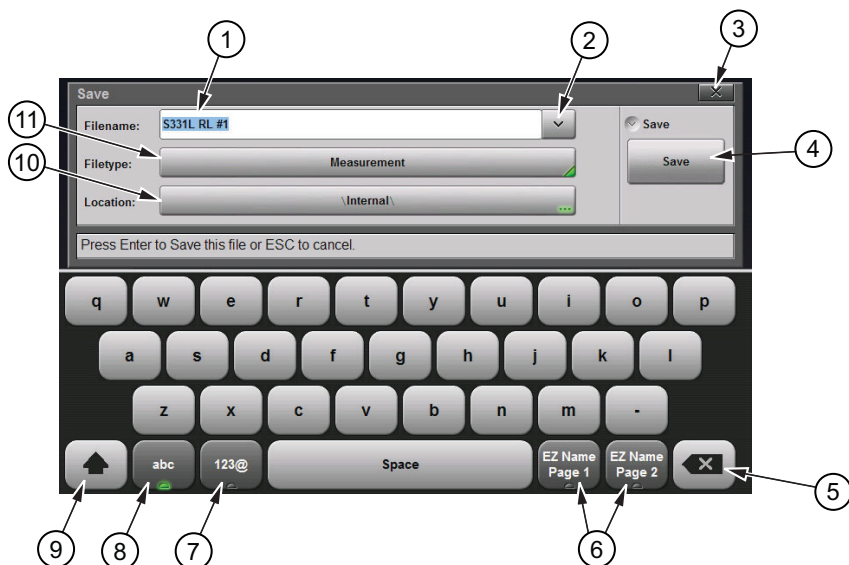 1
2
3
Save
Filename:
S331L RL #1
Save
11
Filetype:
Measurement
Save
4
10
Location:
\Internal\
...
Press Enter to Save this file or ESC to cancel.
q w e r t y u i o p
a s d f g h j k l
z x c v b n m -
abc
123@
Space
EZ Name
Page 1
EZ Name
Page 2
5
9
8
7
6